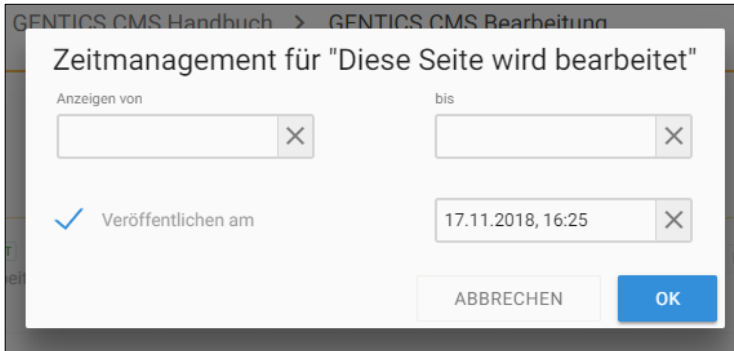 GENTICS CMS Handbuch > GENTICS CMS Bearbeitung
Zeitmanagement für "Diese Seite wird bearbeitet"
Anzeigen von bis
Veröffentlichen am 17.11.2018, 16:25
ABBRECHEN OK